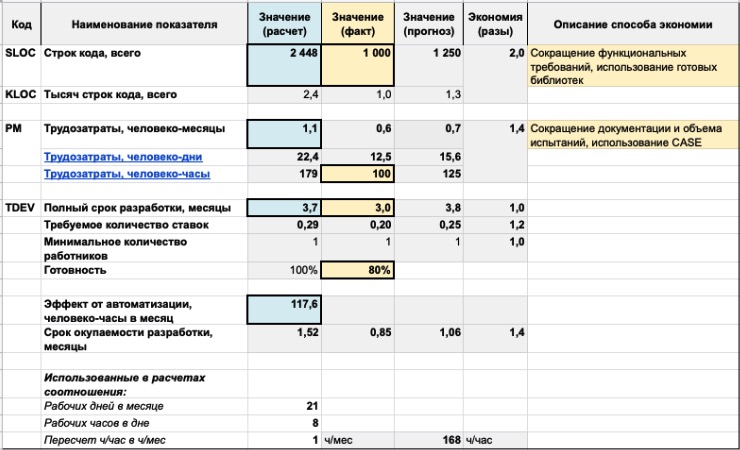 Код Наименование показателя Значение (расчет) Значение (факт) Значение (прогноз) Экономия (разы) Описание способа экономии
SLOC Строк кода, всего 2 448 1 000 1 250 2,0 Сокращение функциональных
требований, использование готовых
библиотек
KLOC Тысяч строк кода, всего 2,4 1,0 1,3
PM Трудозатраты, человеко-месяцы 1,1 0,6 0,7 1,4 Сокращение документации и объема
испытаний, использование CASE
Трудозатраты, человеко-дни 22,4 12,5 15,6
Трудозатраты, человеко-часы 179 100 125
TDEV Полный срок разработки, месяцы 3,7 3,0 3,8 1,0
Требуемое количество ставок 0,29 0,20 0,25 1,2
Минимальное количество 1 1 1 1,0
работников
Готовность 100% 80%
Эффект от автоматизации, 117,6
человеко-часы в месяц
Срок окупаемости разработки, 1,52 0,85 1,06 1,4
месяцы
Использованные в расчетах
соотношения:
Рабочих дней в месяце 21
Рабочих часов в дне 8
Пересчет ч/час в ч/мес 1 ч/мес 168 ч/час